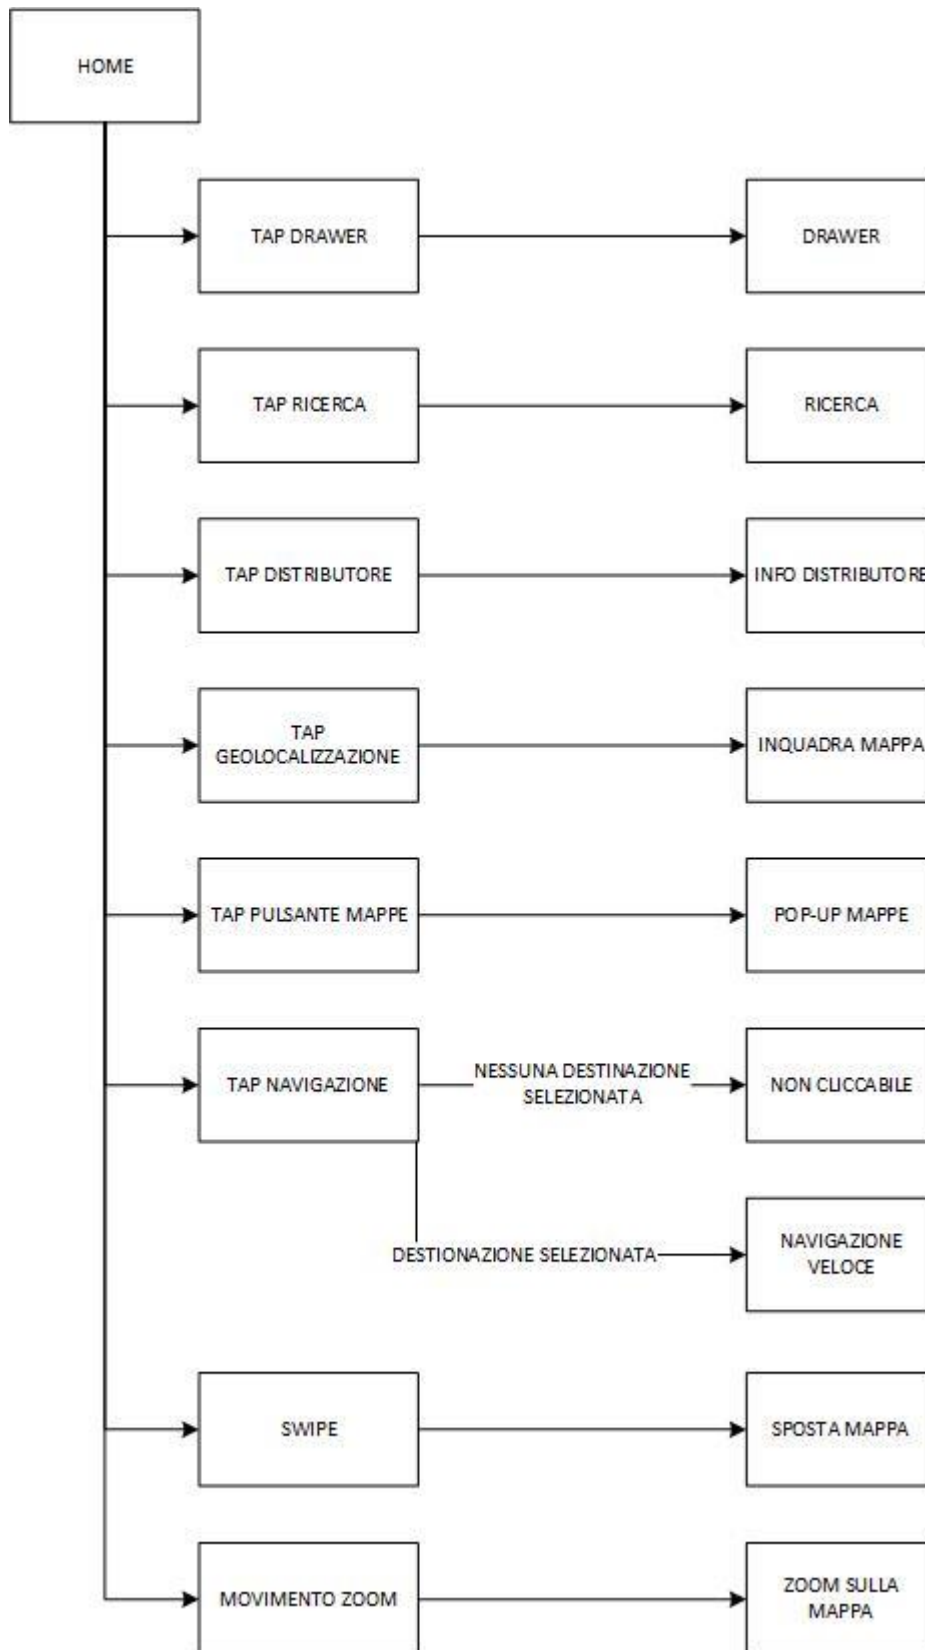 HOME
TAP DRAWER
DRAWER
TAP RICERCA
RICERCA
TAP DISTRIBUTORE
INFO DISTRIBUTORE
TAP
GEOLOCALIZZAZIONE
INQUADRA MAPPA
TAP PULSANTE MAPPE
POP-UP MAPPE
TAP NAVIGAZIONE
NESSUNA DESTINAZIONE
SELEZIONATA
NON CLICCABILE
DESTIONAZIONE SELEZIONATA
NAVIGAZIONE
VELOCE
SWIPE
SPOSTA MAPPA
MOVIMENTO ZOOM
ZOOM SULLA
MAPPA